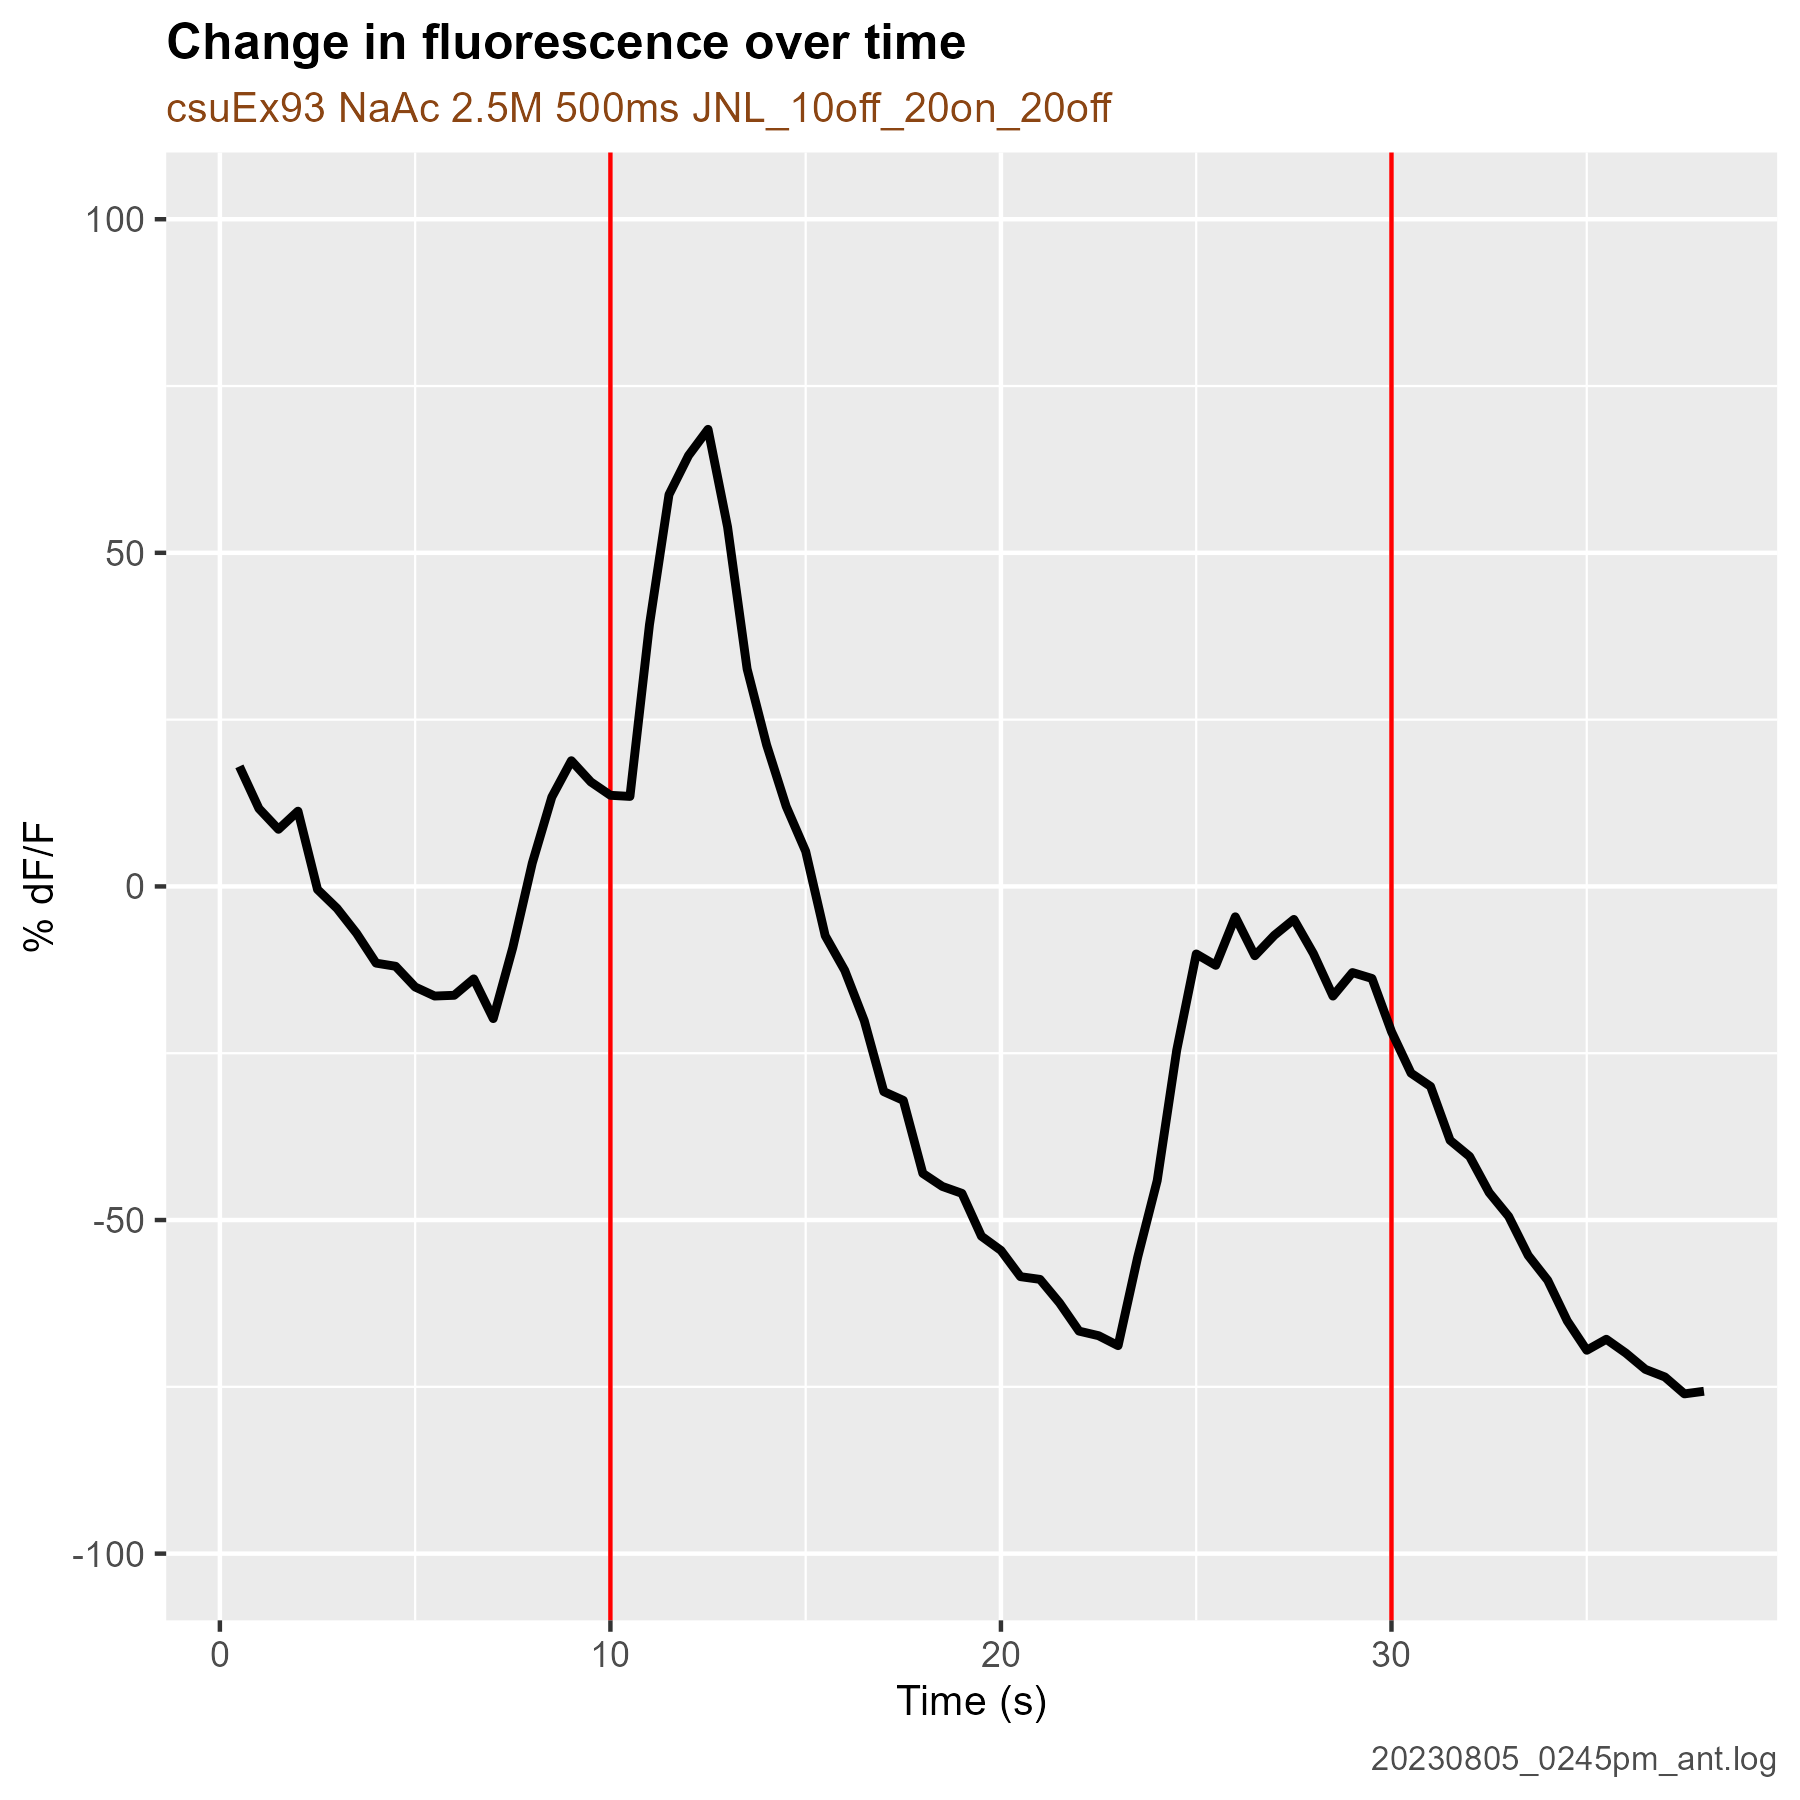 Change in fluorescence over time
csuEx93 NaAc 2.5M 500ms JNL_10off_20on_20off
100
50
0
-50
-100
% dF/F
0 10 20 30
Time (s)
20230805_0245pm_ant.log